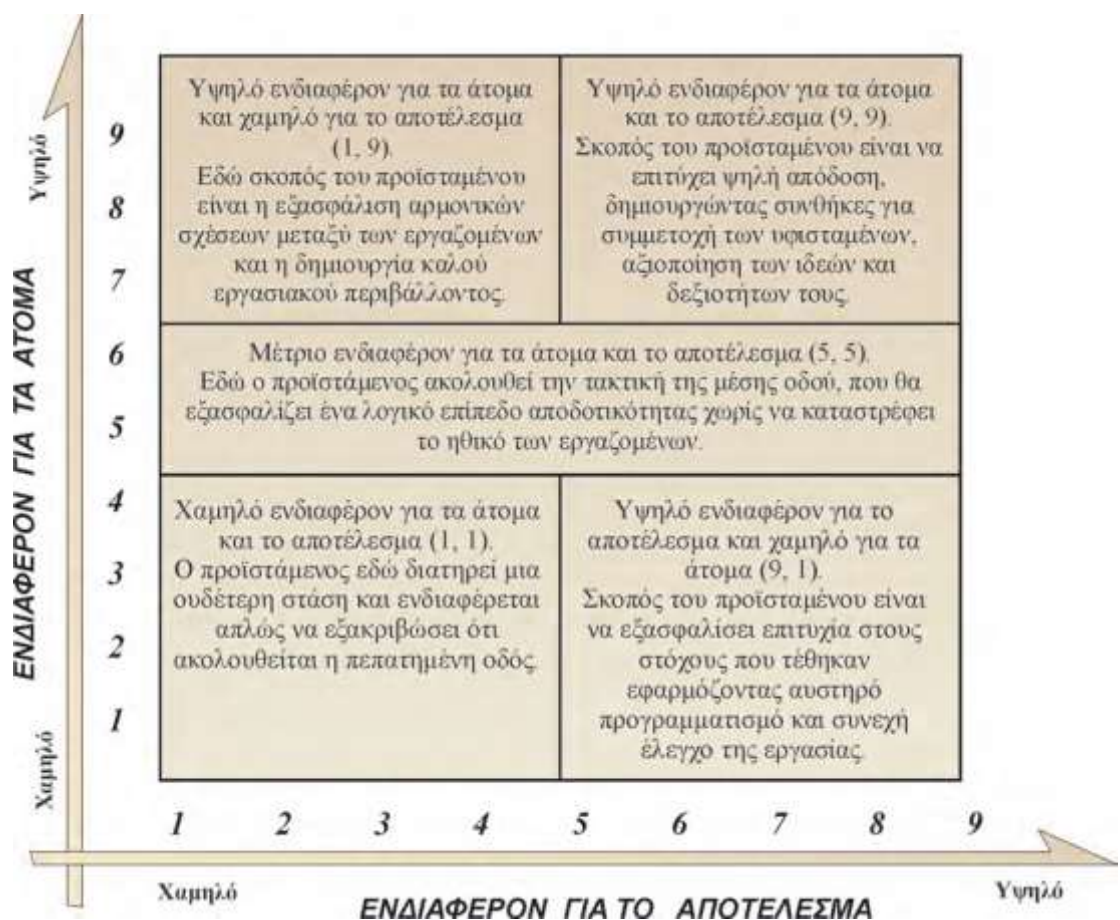 Υψηλό
ΕΝΔΙΑΦΕΡΟΝ ΓΙΑ ΤΑ ΑΤΟΜΑ
Χαμηλό
9
8
7
6
5
4
3
2
1
Υψηλό ενδιαφέρον για τα άτομα
και χαμηλό για το αποτέλεσμα
(1, 9).
Εδώ σκοπός του προϊσταμένου
είναι η εξασφάλιση αρμονικών
σχέσεων μεταξύ των εργαζομένων
και η δημιουργία καλού
εργασιακού περιβάλλοντος.
Υψηλό ενδιαφέρον για τα άτομα
και το αποτέλεσμα (9, 9).
Σκοπός του προϊσταμένου είναι να
επιτύχει ψηλή απόδοση,
δημιουργώντας συνθήκες για
συμμετοχή των υφισταμένων,
αξιοποίηση των ιδεών και
δεξιοτήτων τους.
Μέτριο ενδιαφέρον για τα άτομα και το αποτέλεσμα (5, 5).
Εδώ ο προϊστάμενος ακολουθεί την τακτική της μέσης οδού, που θα
εξασφαλίζει ένα λογικό επίπεδο αποδοτικότητας χωρίς να καταστρέφει
το ηθικό των εργαζομένων.
Χαμηλό ενδιαφέρον για τα άτομα
και το αποτέλεσμα (1, 1).
Ο προϊστάμενος εδώ διατηρεί μια
ουδέτερη στάση και ενδιαφέρεται
απλώς να εξακριβώσει ότι
ακολουθείται η πεπατημένη οδός.
Υψηλό ενδιαφέρον για το
αποτέλεσμα και χαμηλό για τα
άτομα (9, 1).
Σκοπός του προϊσταμένου είναι
να εξασφαλίσει επιτυχία στους
στόχους που τέθηκαν
εφαρμόζοντας αυστηρό
προγραμματισμό και συνεχή
έλεγχο της εργασίας.
1 2 3 4 5 6 7 8 9
Χαμηλό
ΕΝΔΙΑΦΕΡΟΝ ΓΙΑ ΤΟ ΑΠΟΤΕΛΕΣΜΑ
Υψηλό